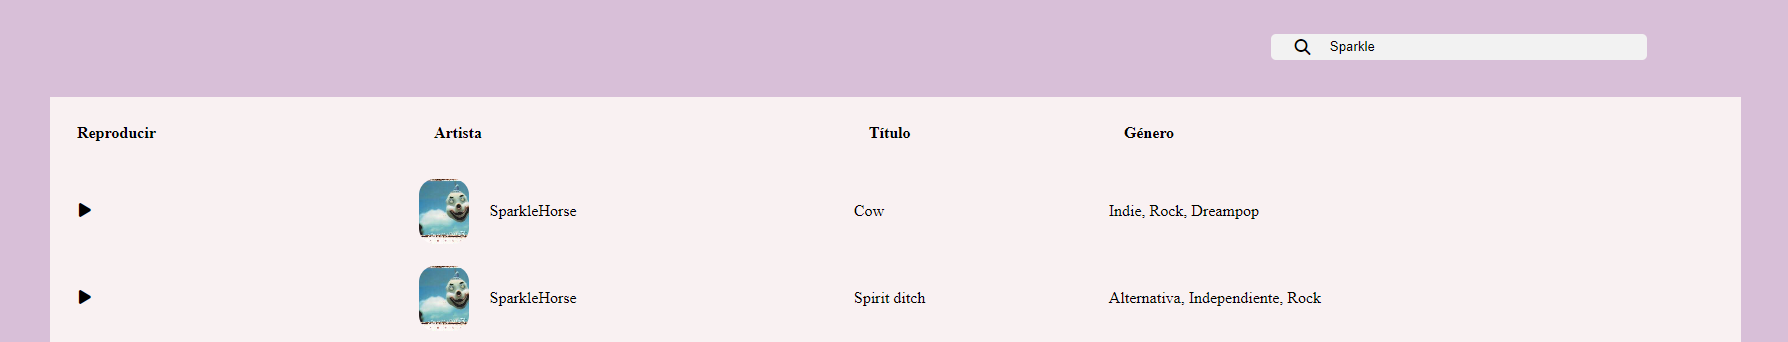 Sparkle
Reproducir Artista Título Género
SparkleHorse Cow Indie, Rock, Dreampop
SparkleHorse Spirit ditch Alternativa, Independiente, Rock